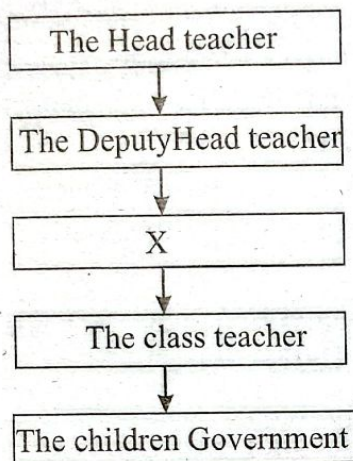 The Head teacher
The DeputyHead teacher
X
The class teacher
The children Government